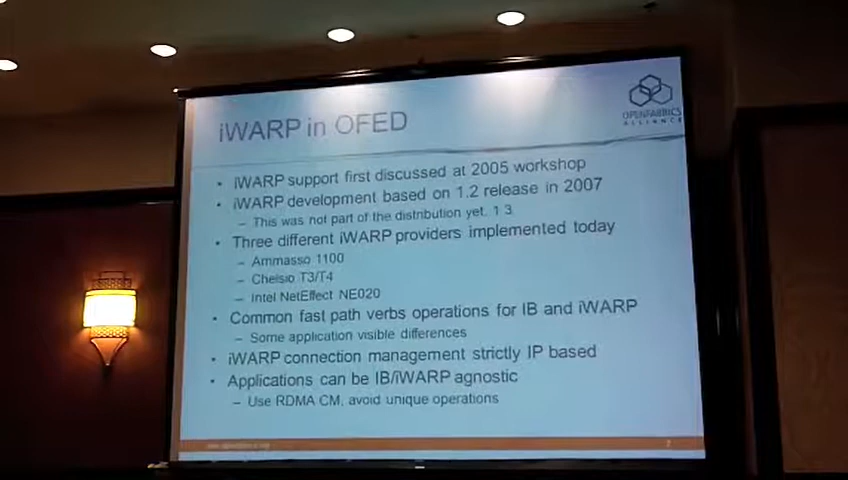 OPENFABRICS
ALLIANCE
iWARP in OFED
• iWARP support first discussed at 2005 workshop
• iWARP development based on 1.2 release in 2007
– This was not part of the distribution yet. 1 3
• Three different iWARP providers implemented today
– Ammasso 1100
– Chelsio T3/T4
– Intel NetEffect NE020
• Common fast path verbs operations for IB and iWARP
– Some application visible differences
• iWARP connection management strictly IP based
• Applications can be IB/iWARP agnostic
– Use RDMA CM, avoid unique operations